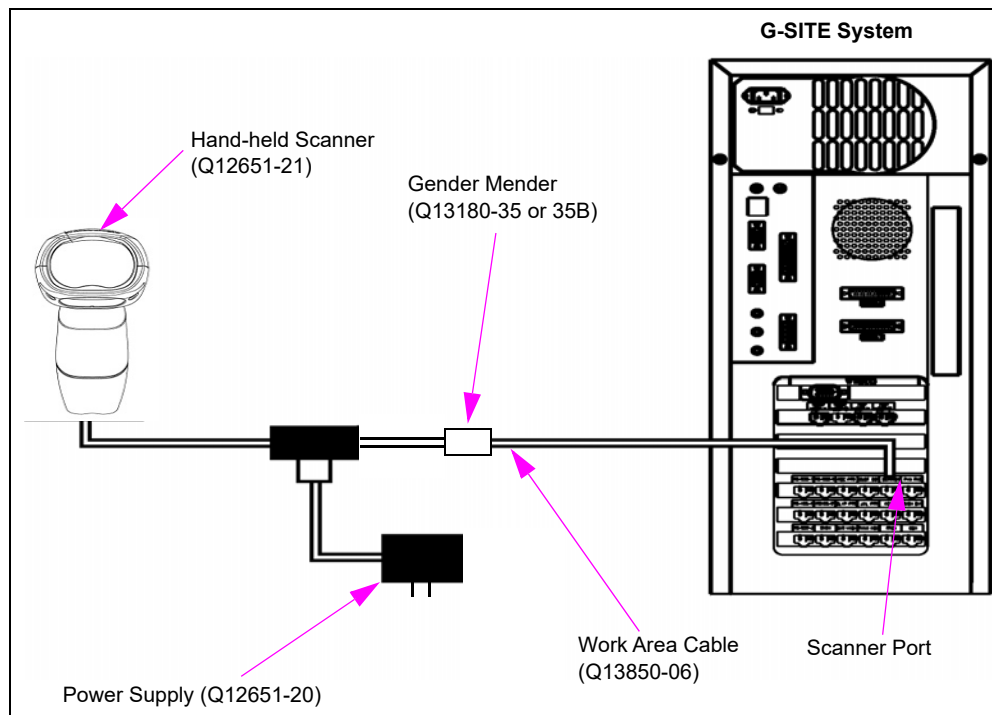 G-SITE System
Hand-held Scanner
(Q12651-21)
Gender Mender
(Q13180-35 or 35B)
Work Area Cable
(Q13850-06)
Scanner Port
Power Supply (Q12651-20)